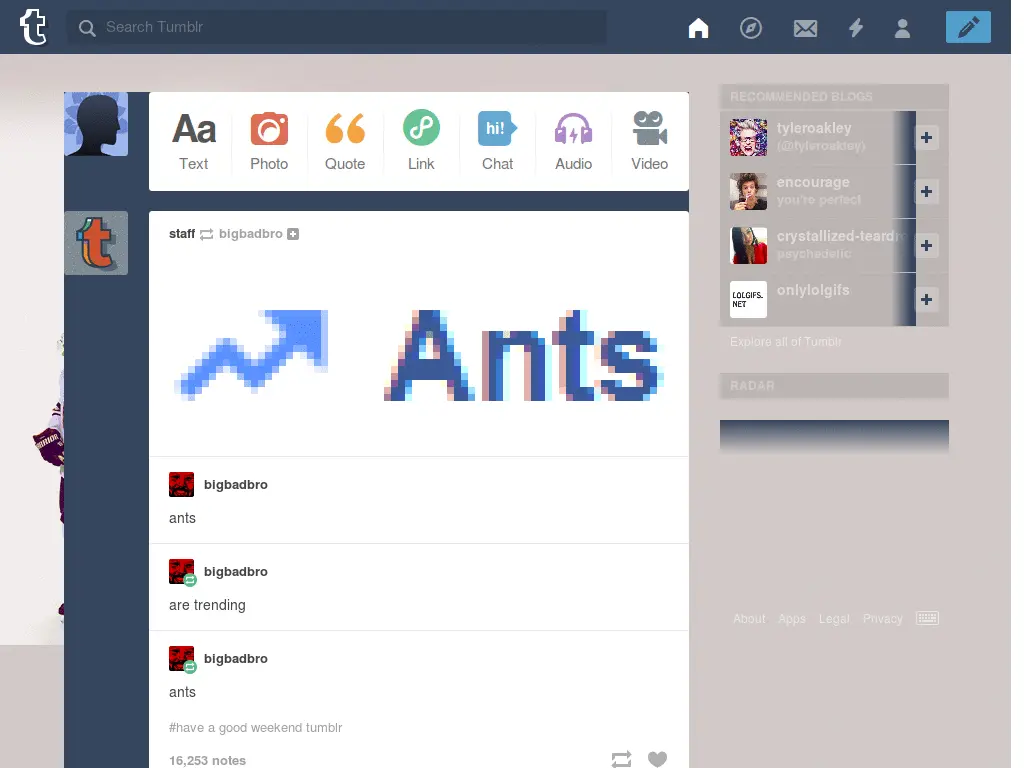 Search Tumblr
Aa
hi!
Text
Photo
Quote
Link
Chat
Audio
Video
staff bigbadbro
Ants
bigbadbro
ants
bigbadbro
are trending
bigbadbro
ants
#have a good weekend tumblr
16,253 notes
RECOMMENDED BLOGS
tyleroakley
(@tyleroakley)
encourage
you're perfect
crystallized-teardr
psychadelic
LOLGIFS.
NET
onlylolgifs
Explore all of Tumblr
RADAR
About Apps Legal Privacy